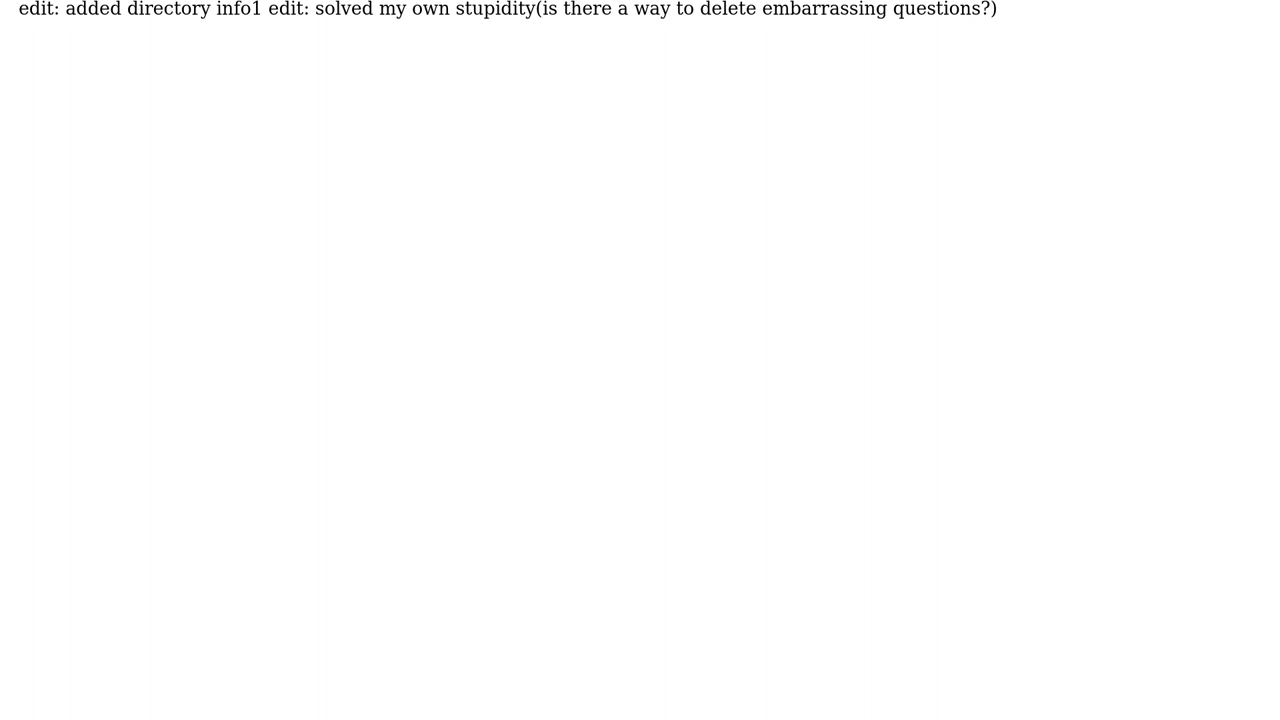 edit: added directory info1 edit: solved my own stupidity(is there a way to delete embarrassing questions?)